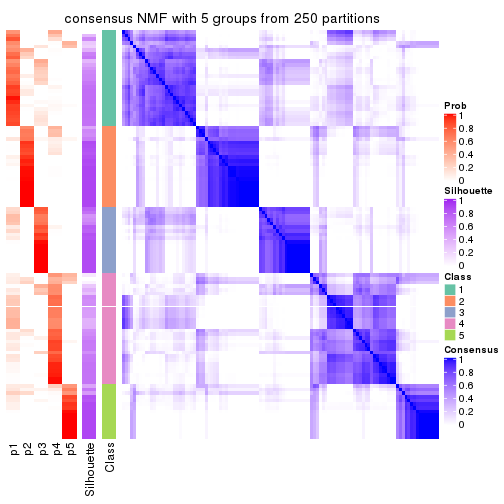 consensus NMF with 5 groups from 250 partitions
Prob
1
0.8
0.6
0.4
0.2
0
Silhouette
1
0.8
0.6
0.4
0.2
0
Class
1
2
3
4
5
Consensus
1
0.8
0.6
0.4
0.2
0
p1
p2
p3
p4
p5
Silhouette
Class